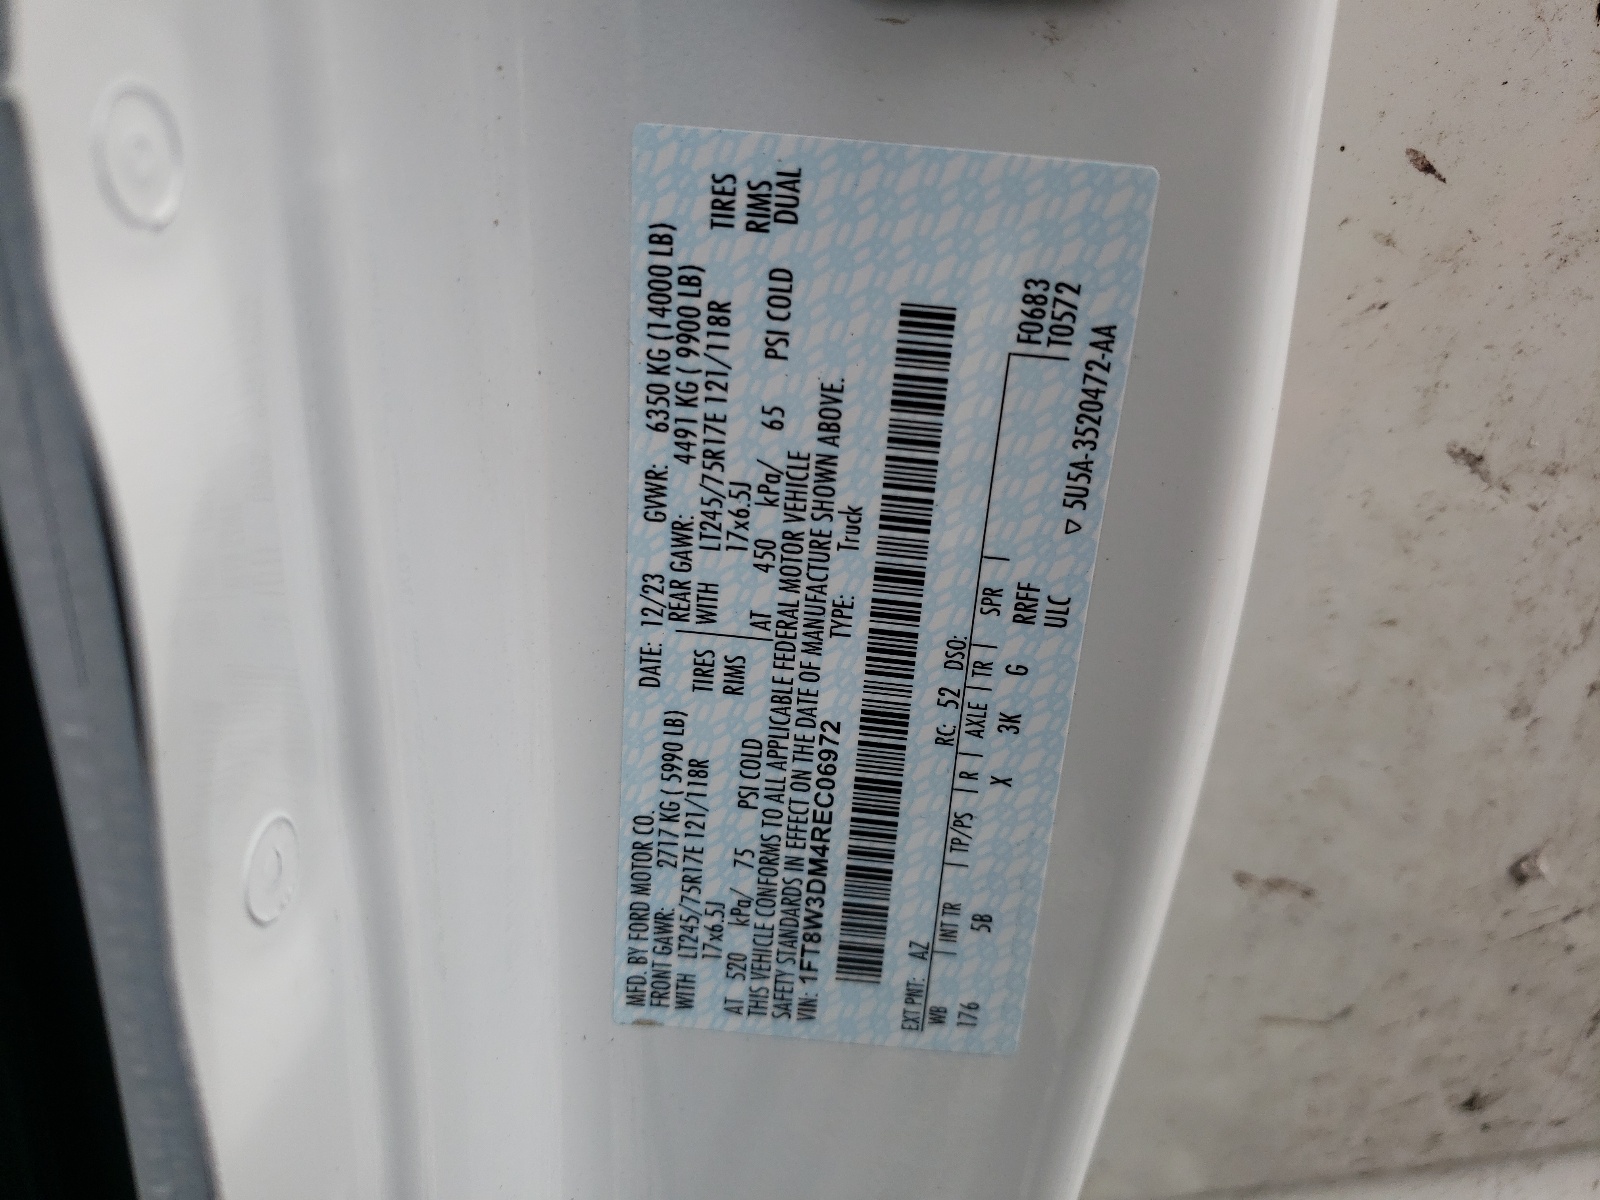 MFD. BY FORD MOTOR CO.
DATE: 12/23 GVWR: 6350 KG (14000 LB)
FRONT GAWR: 2717 KG ( 5990 LB) REAR GAWR: 4491 KG ( 9900 LB)
WITH LT245/75R17E 121/118R TIRES WITH LT245/75R17E 121/118R TIRES
17x6.5J RIMS 17x6.5J RIMS
AT 520 kPa/ 75 PSI COLD AT 450 kPa/ 65 PSI COLD DUAL
THIS VEHICLE CONFORMS TO ALL APPLICABLE FEDERAL MOTOR VEHICLE
SAFETY STANDARDS IN EFFECT ON THE DATE OF MANUFACTURE SHOWN ABOVE.
VIN: 1FT8W3DM4REC06972 TYPE: Truck
EXT PNT: AZ RC: 52 DSO:
WB | INT TR | TP/PS | R | AXLE | TR | SPR | F0683
176 5B X 3K G RRFF T0572
ULC
▽ 5U5A-3520472-AA